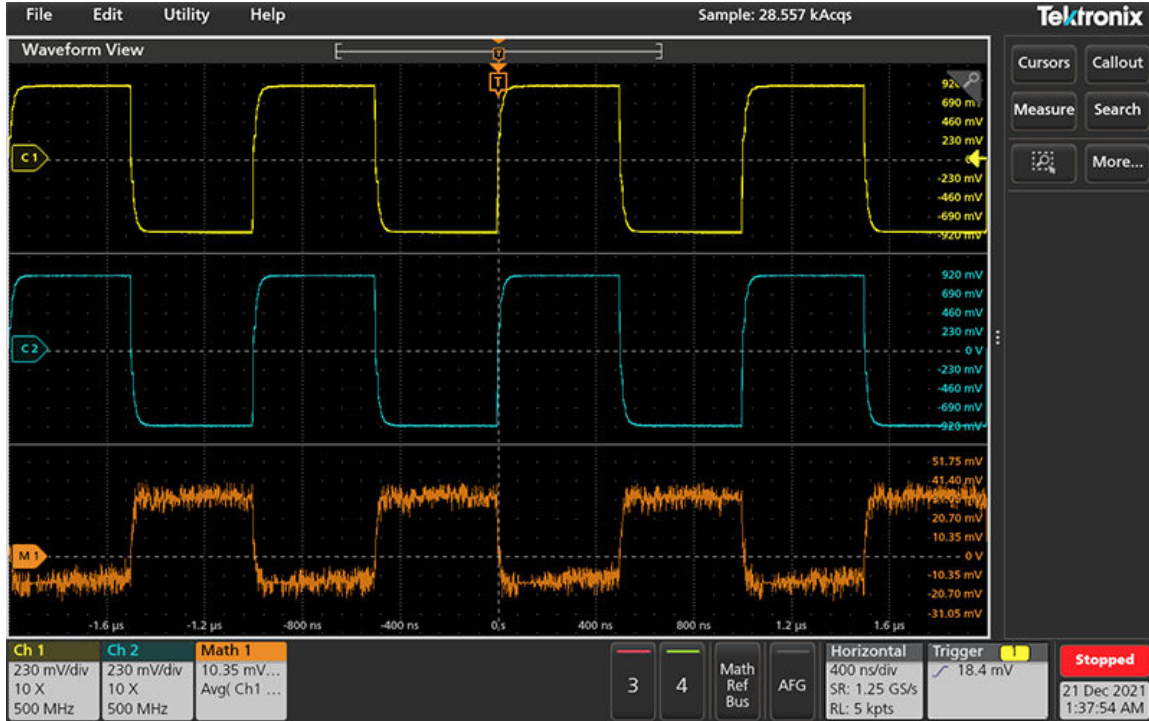 File Edit Utility Help Sample: 28.557 kAcqs Tektronix
Waveform View
T
T
Cursors Callout
Measure Search
More...
690 mV
460 mV
230 mV
C 1
-230 mV
-460 mV
-690 mV
-920 mV
920 mV
690 mV
460 mV
230 mV
C 2 0 V
-230 mV
-460 mV
-690 mV
-920 mV
51.75 mV
41.40 mV
20.70 mV
10.35 mV
M 1 0 V
-10.35 mV
-20.70 mV
-31.05 mV
-1.6 µs -1.2 µs -800 ns -400 ns 0 s 400 ns 800 ns 1.2 µs 1.6 µs
Ch 1 Ch 2 Math 1 Horizontal Trigger 1
230 mV/div 230 mV/div 10.35 mV... 3 4 Math Ref Bus AFG 400 ns/div 18.4 mV Stopped
10 X 10 X Avg( Ch1 ... SR: 1.25 GS/s 21 Dec 2021
500 MHz 500 MHz RL: 5 kpts 1:37:54 AM